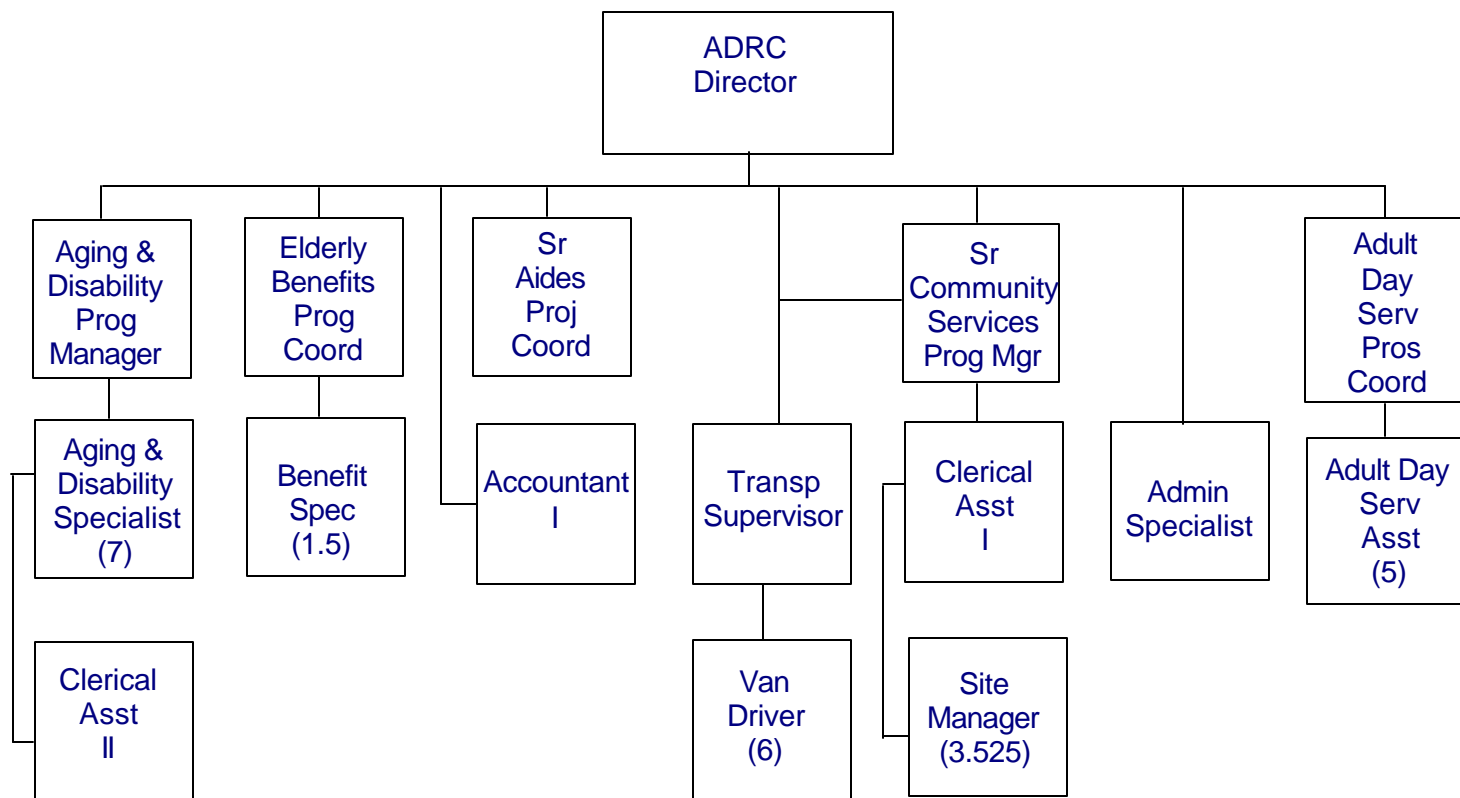 ADRC
Director
Aging &
Disability
Prog
Manager
Elderly
Benefits
Prog
Coord
Sr
Aides
Proj
Coord
Sr
Community
Services
Prog Mgr
Adult
Day
Serv
Pros
Coord
Aging &
Disability
Specialist
(7)
Benefit
Spec
(1.5)
Accountant
I
Transp
Supervisor
Clerical
Asst
I
Admin
Specialist
Adult Day
Serv
Asst
(5)
Clerical
Asst
II
Van
Driver
(6)
Site
Manager
(3.525)